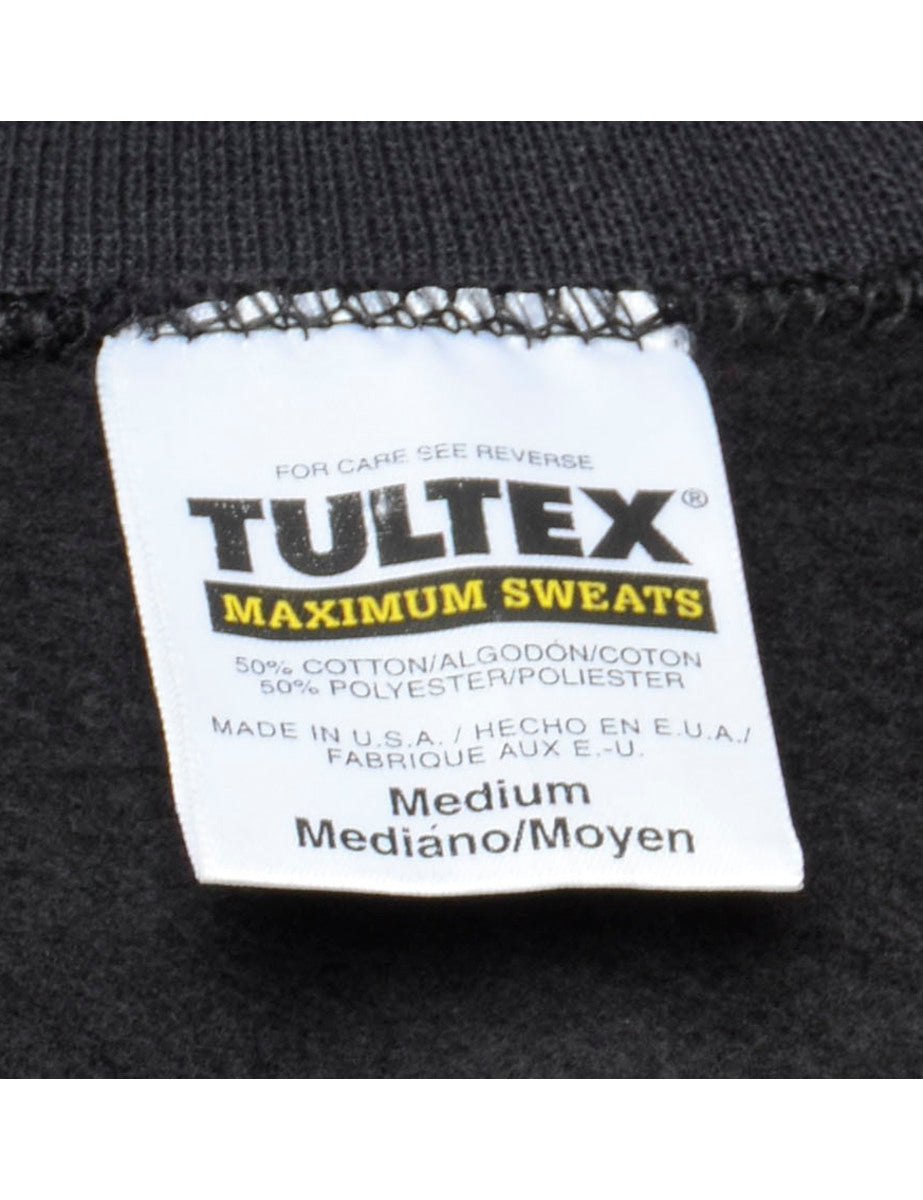 FOR CARE SEE REVERSE
TULTEX®
MAXIMUM SWEATS
50% COTTON/ALGODÓN/COTON
50% POLYESTER/POLIESTER
MADE IN U.S.A. / HECHO EN E.U.A./
FABRIQUE AUX E.-U.
Medium
Mediáno/Moyen